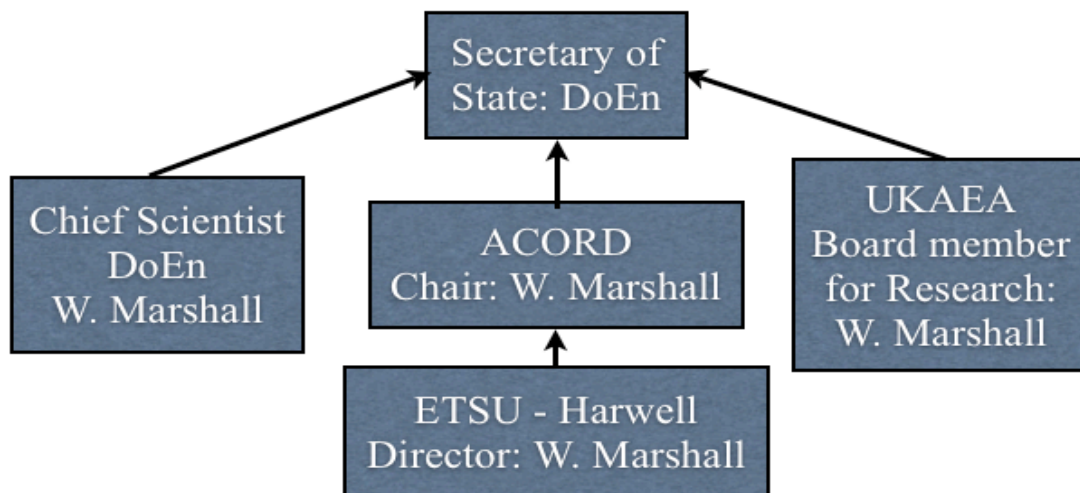 Secretary of
State: DoEn
Chief Scientist
DoEn
W. Marshall
ACORD
Chair: W. Marshall
UKAEA
Board member
for Research:
W. Marshall
ETSU - Harwell
Director: W. Marshall